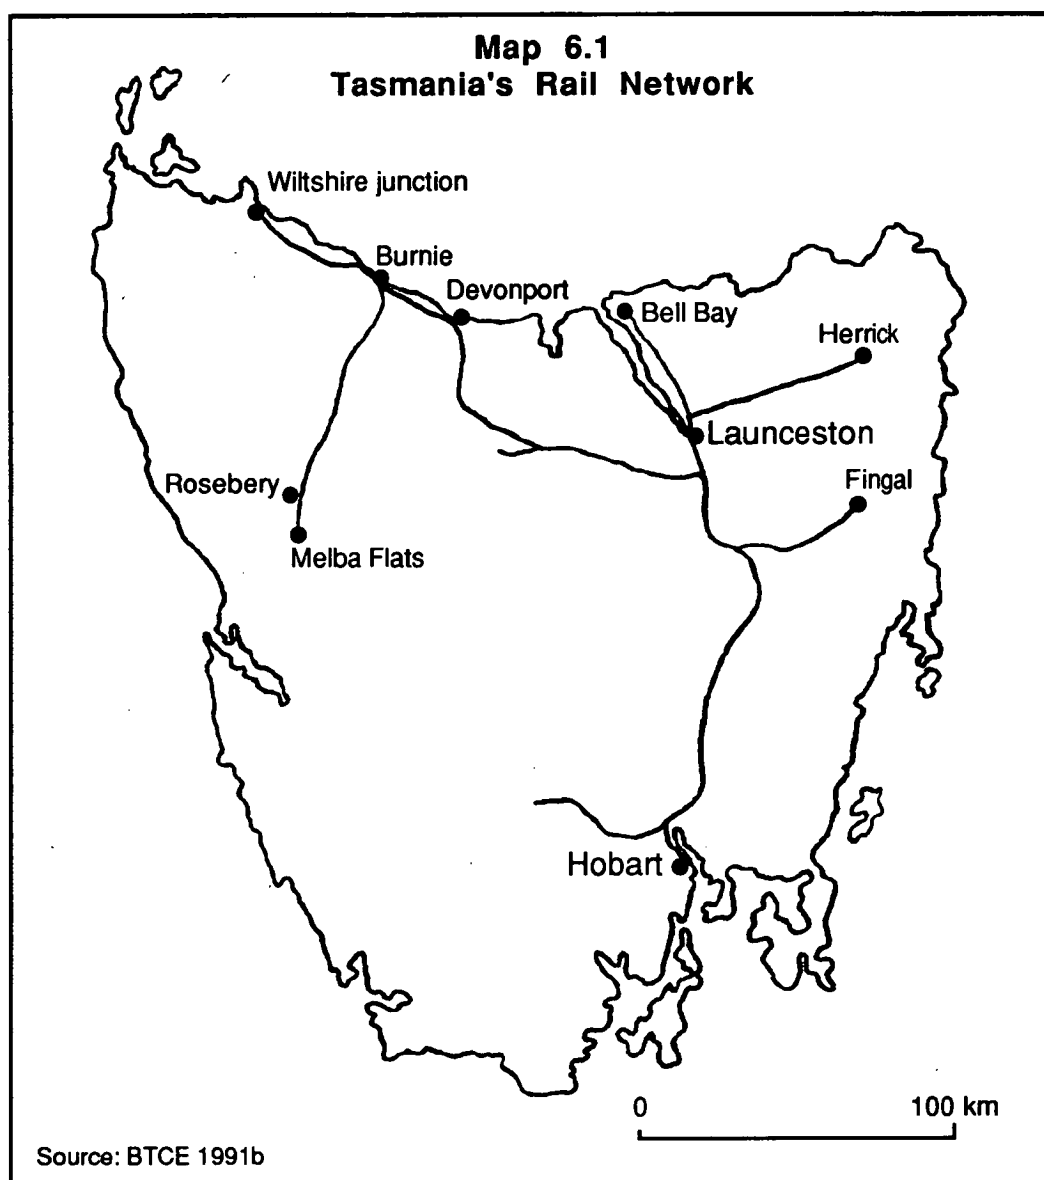 Map 6.1
Tasmania's Rail Network
Wiltshire junction
Burnie
Devonport
Bell Bay
Herrick
Launceston
Rosebery
Fingal
Melba Flats
Hobart
0 100 km
Source: BTCE 1991b